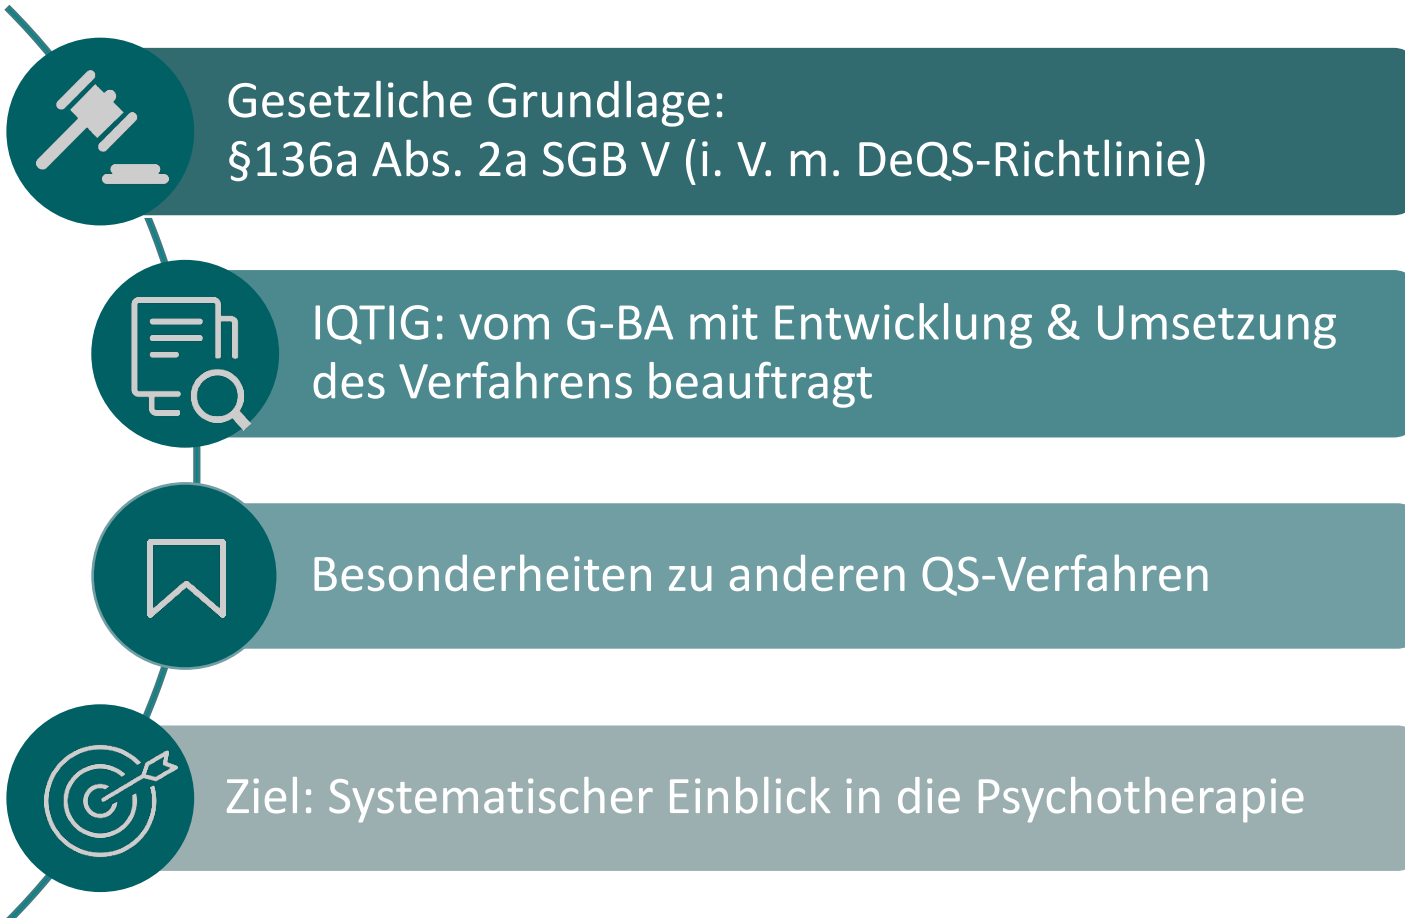 Gesetzliche Grundlage:
§136a Abs. 2a SGB V (i. V. m. DeQS-Richtlinie)
IQTIG: vom G-BA mit Entwicklung & Umsetzung
des Verfahrens beauftragt
Besonderheiten zu anderen QS-Verfahren
Ziel: Systematischer Einblick in die Psychotherapie